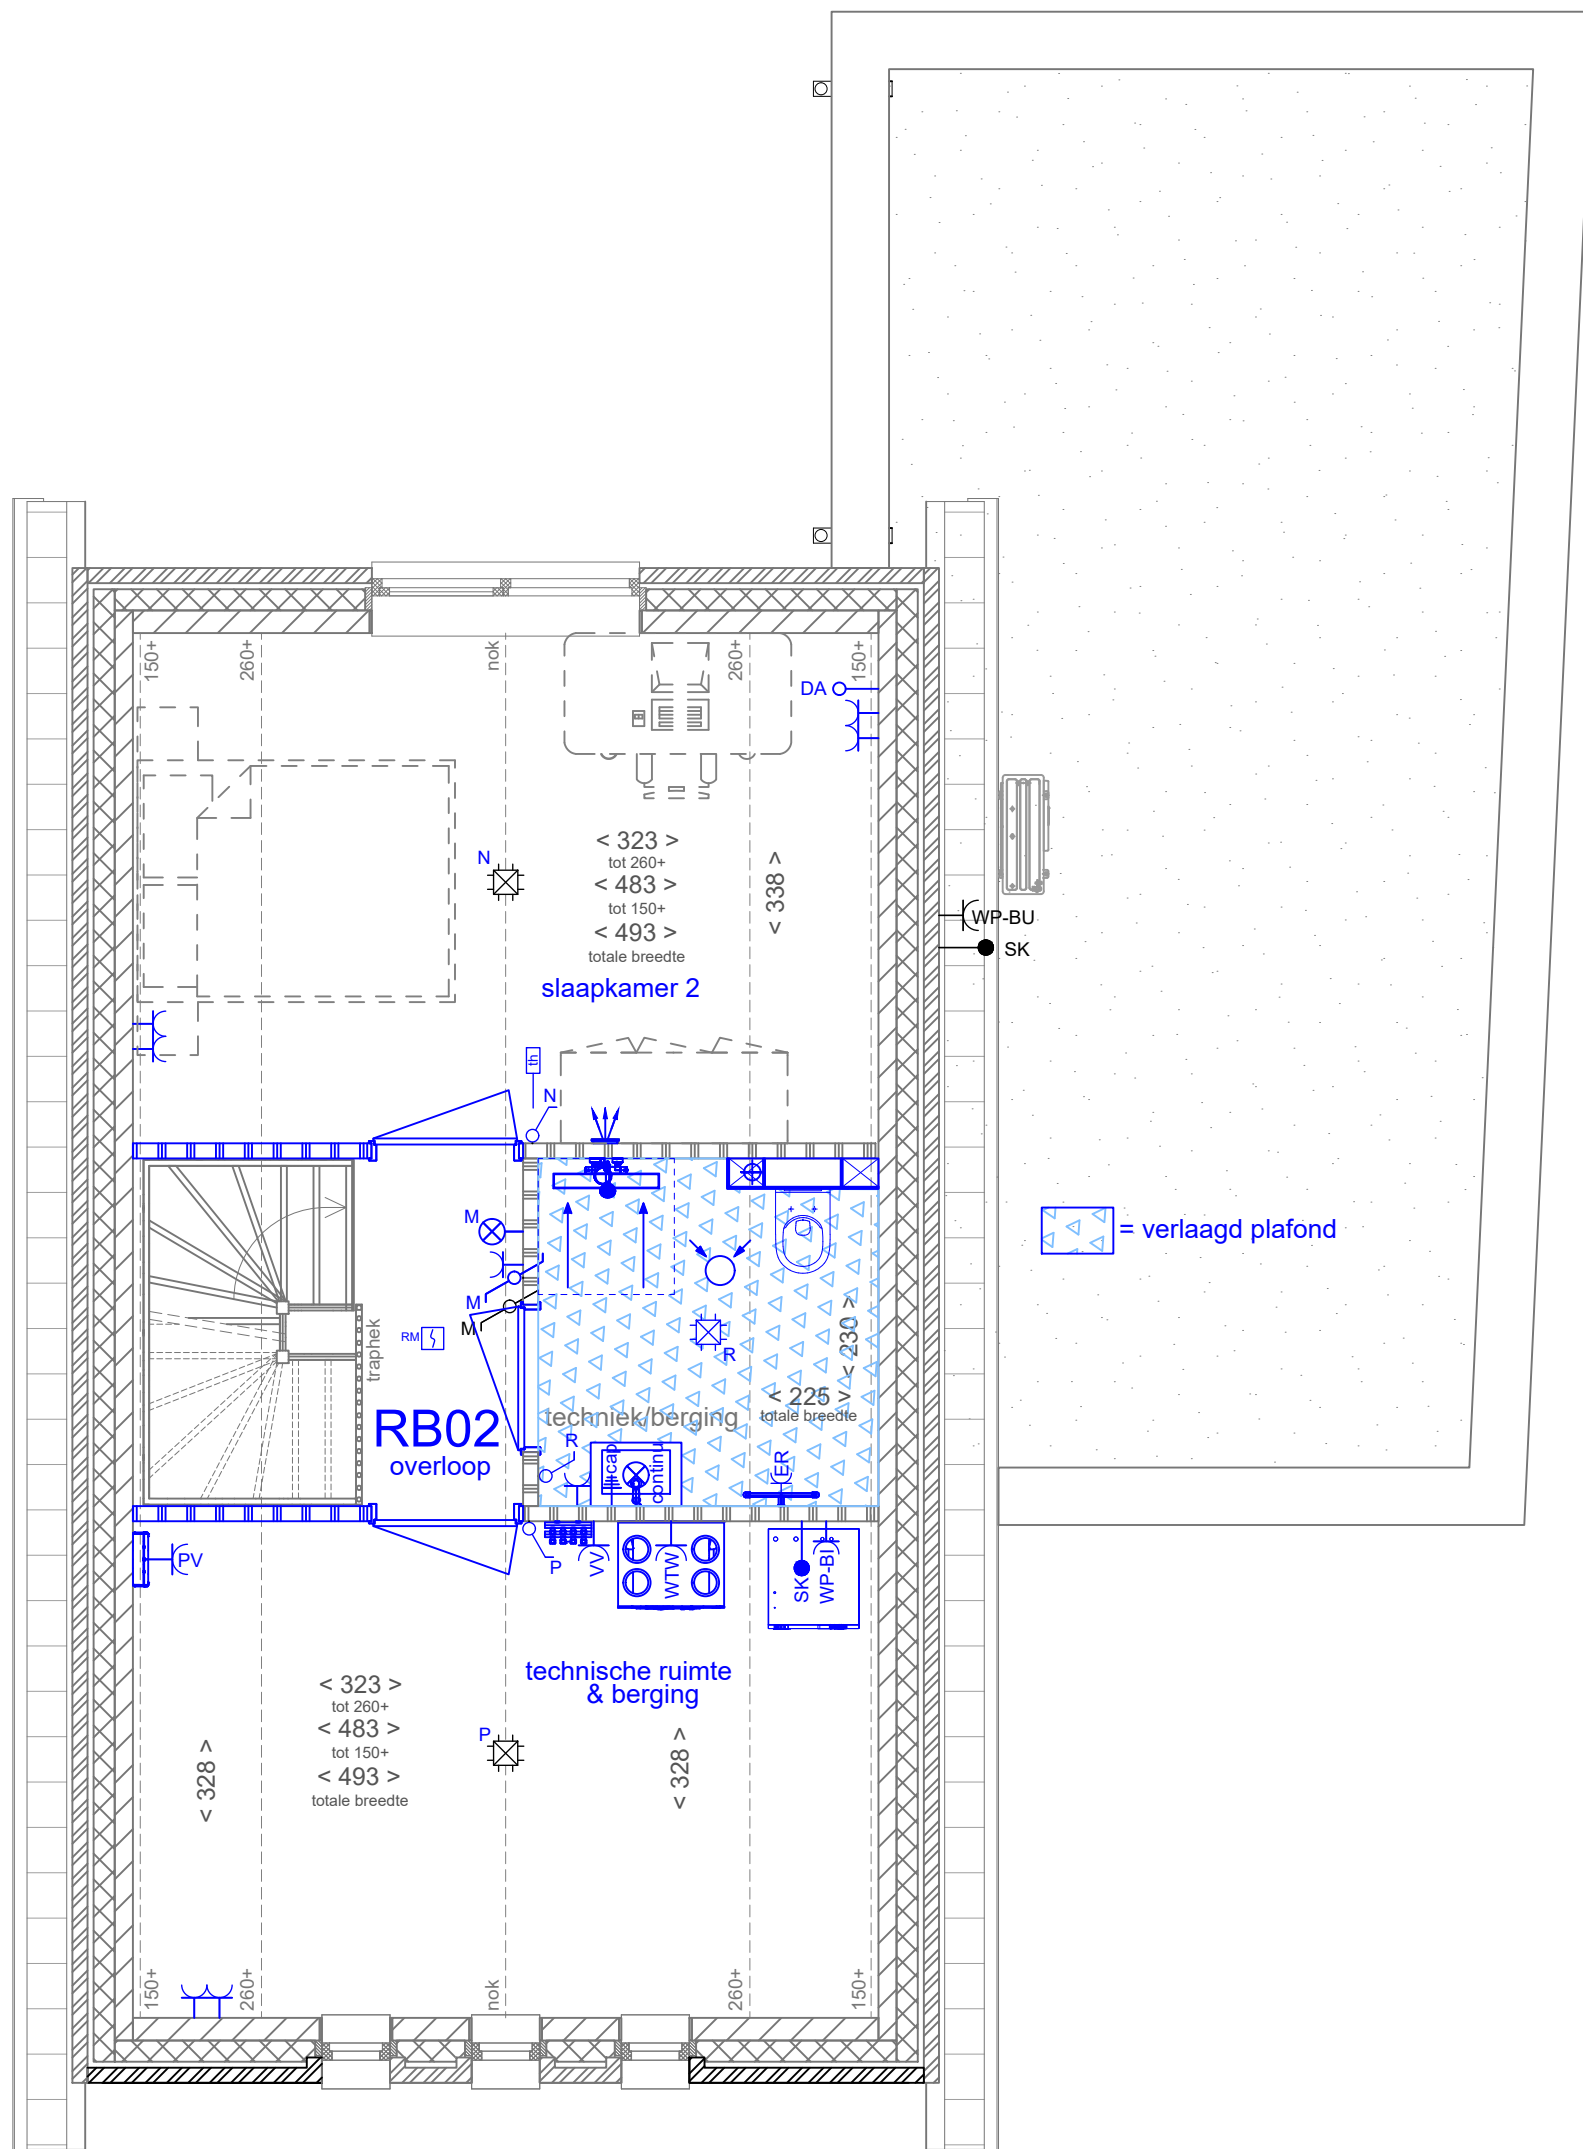 150+
260+
nok
260+
150+
DA
N
< 323 >
tot 260+
< 483 >
tot 150+
< 493 >
totale breedte
< 338 >
WP-BU
SK
slaapkamer 2
th
N
M
M
M
RM
traphek
= verlaagd plafond
< 230 >
R
< 225 >
totale breedte
techniek/berging
RB02
overloop
R
cap
continu
ER
PV
P
VV
WTW
SK
WP-BI
technische ruimte
& berging
< 323 >
tot 260+
< 483 >
tot 150+
< 493 >
totale breedte
P
< 328 >
< 328 >
150+
260+
nok
260+
150+